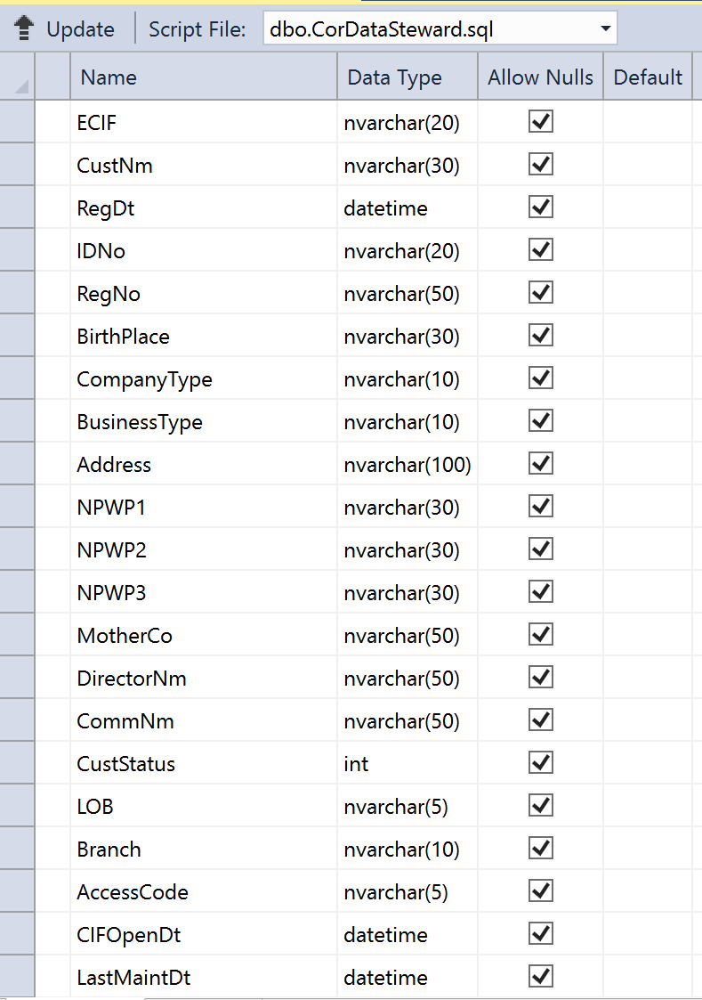 Update Script File: dbo.CorDataSteward.sql
Name Data Type Allow Nulls Default
ECIF nvarchar(20)
CustNm nvarchar(30)
RegDt datetime
IDNo nvarchar(20)
RegNo nvarchar(50)
BirthPlace nvarchar(30)
CompanyType nvarchar(10)
BusinessType nvarchar(10)
Address nvarchar(100)
NPWP1 nvarchar(30)
NPWP2 nvarchar(30)
NPWP3 nvarchar(30)
MotherCo nvarchar(50)
DirectorNm nvarchar(50)
CommNm nvarchar(50)
CustStatus int
LOB nvarchar(5)
Branch nvarchar(10)
AccessCode nvarchar(5)
CIFOpenDt datetime
LastMaintDt datetime